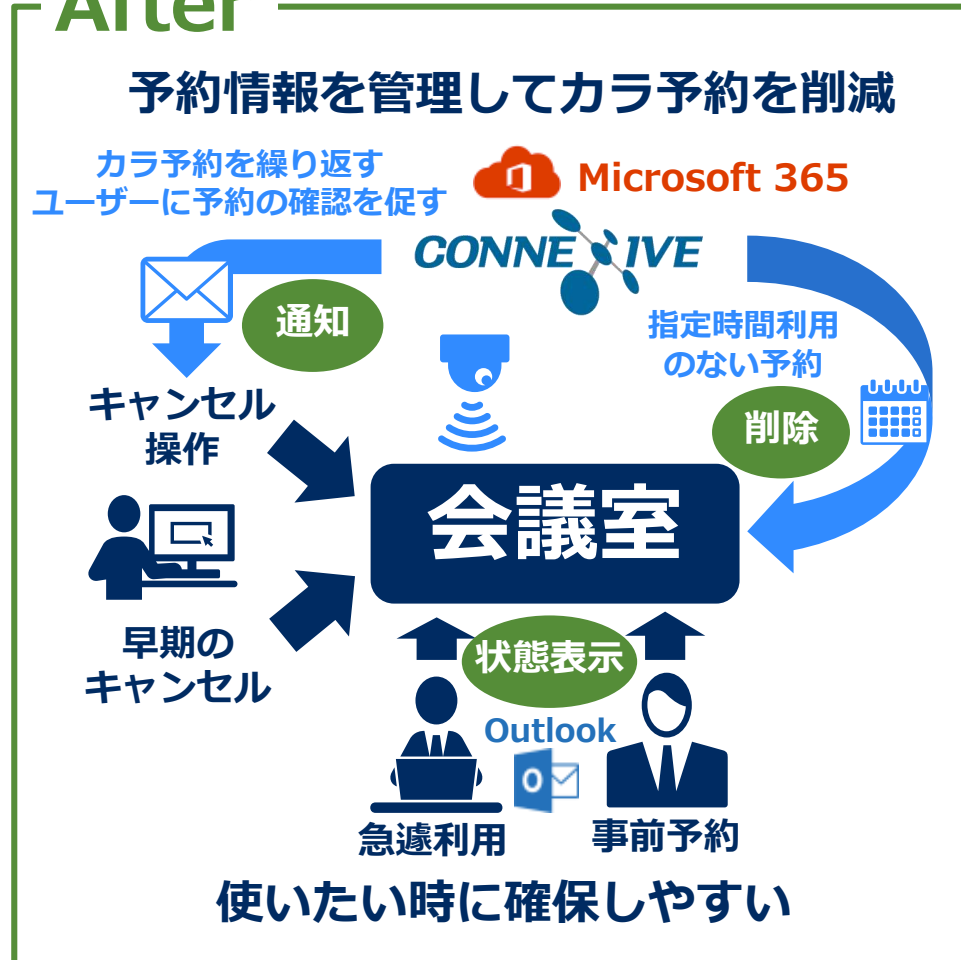 After
予約情報を管理してカラ予約を削減
カラ予約を繰り返す
ユーザーに予約の確認を促す
Microsoft 365
CONNEXIVE
通知
指定時間利用
のない予約
削除
キャンセル
操作
会議室
早期の
キャンセル
状態表示
Outlook
急遽利用
事前予約
使いたい時に確保しやすい